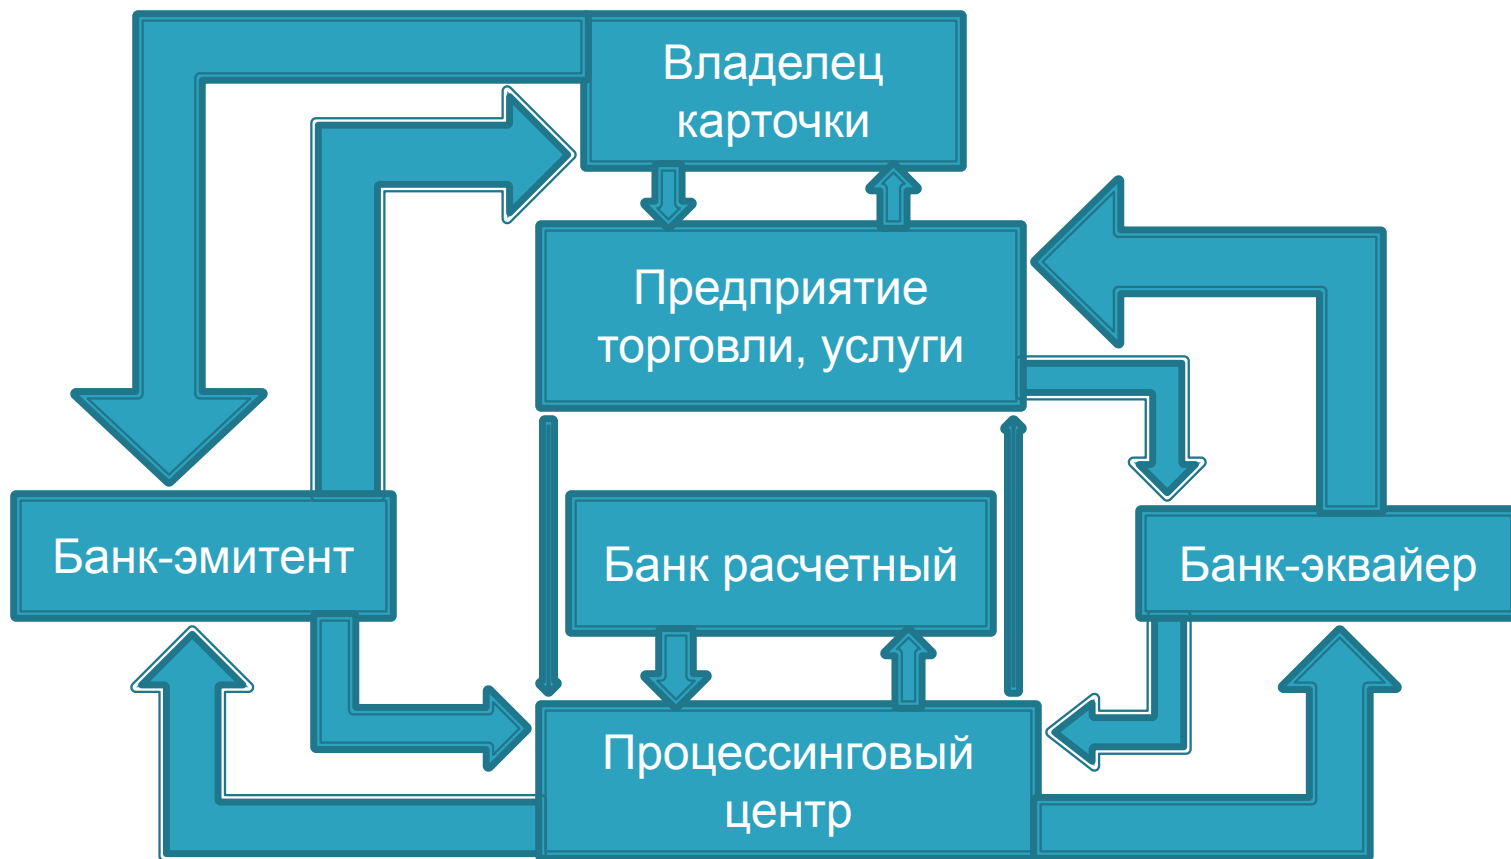 Владелец
карточки
Предприятие
торговли, услуги
Банк-эмитент
Банк расчетный
Банк-эквайер
Процессинговый
центр